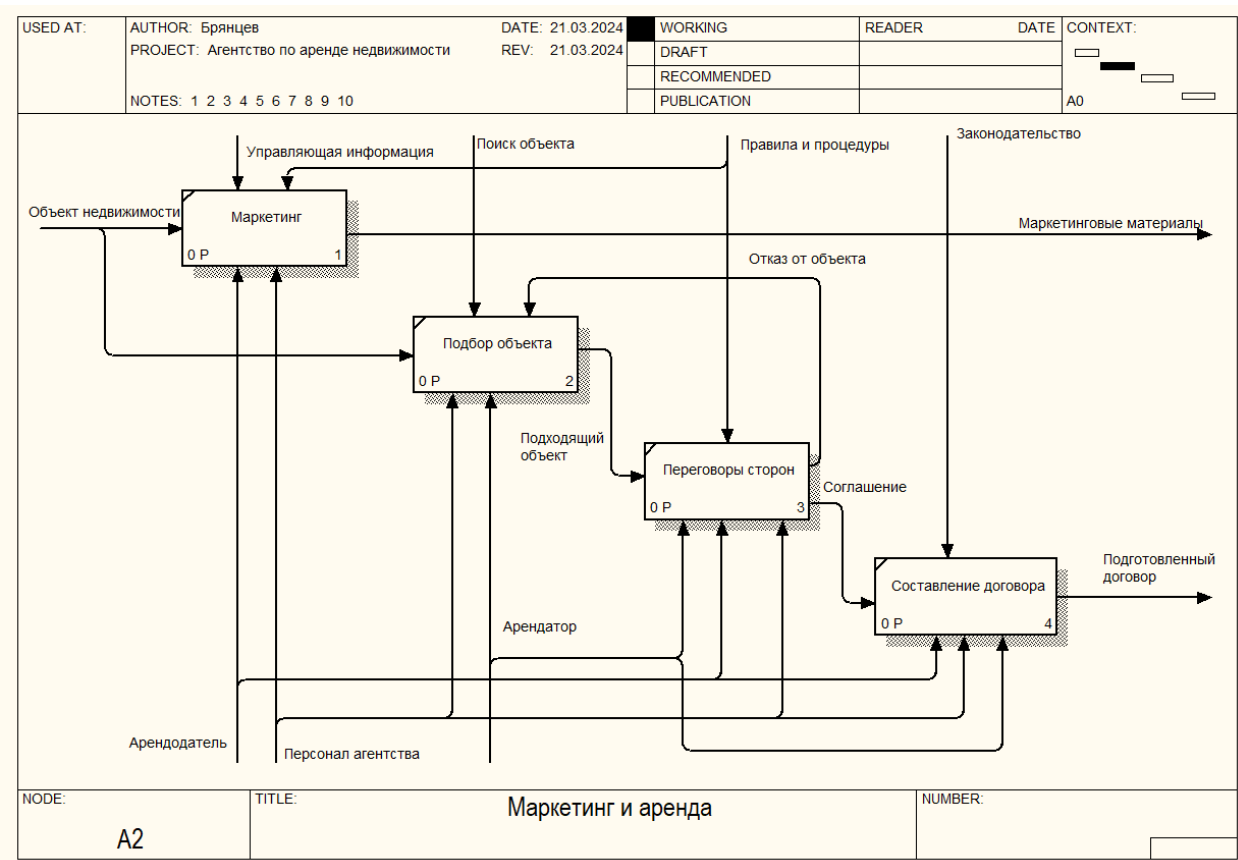 USED AT:
AUTHOR: Брянцев
DATE: 21.03.2024
WORKING
READER
DATE
CONTEXT:
PROJECT: Агентство по аренде недвижимости
REV: 21.03.2024
DRAFT
RECOMMENDED
NOTES: 1 2 3 4 5 6 7 8 9 10
PUBLICATION
A0
Законодательство
Поиск объекта
Правила и процедуры
Управляющая информация
Объект недвижимости
Маркетинг
0 Р
1
Маркетинговые материалы
Отказ от объекта
Подбор объекта
0 Р
2
Подходящий
объект
Переговоры сторон
0 Р
3
Соглашение
Подготовленный
договор
Составление договора
0 Р
4
Арендатор
Арендодатель
Персонал агентства
NODE:
A2
TITLE:
Маркетинг и аренда
NUMBER: